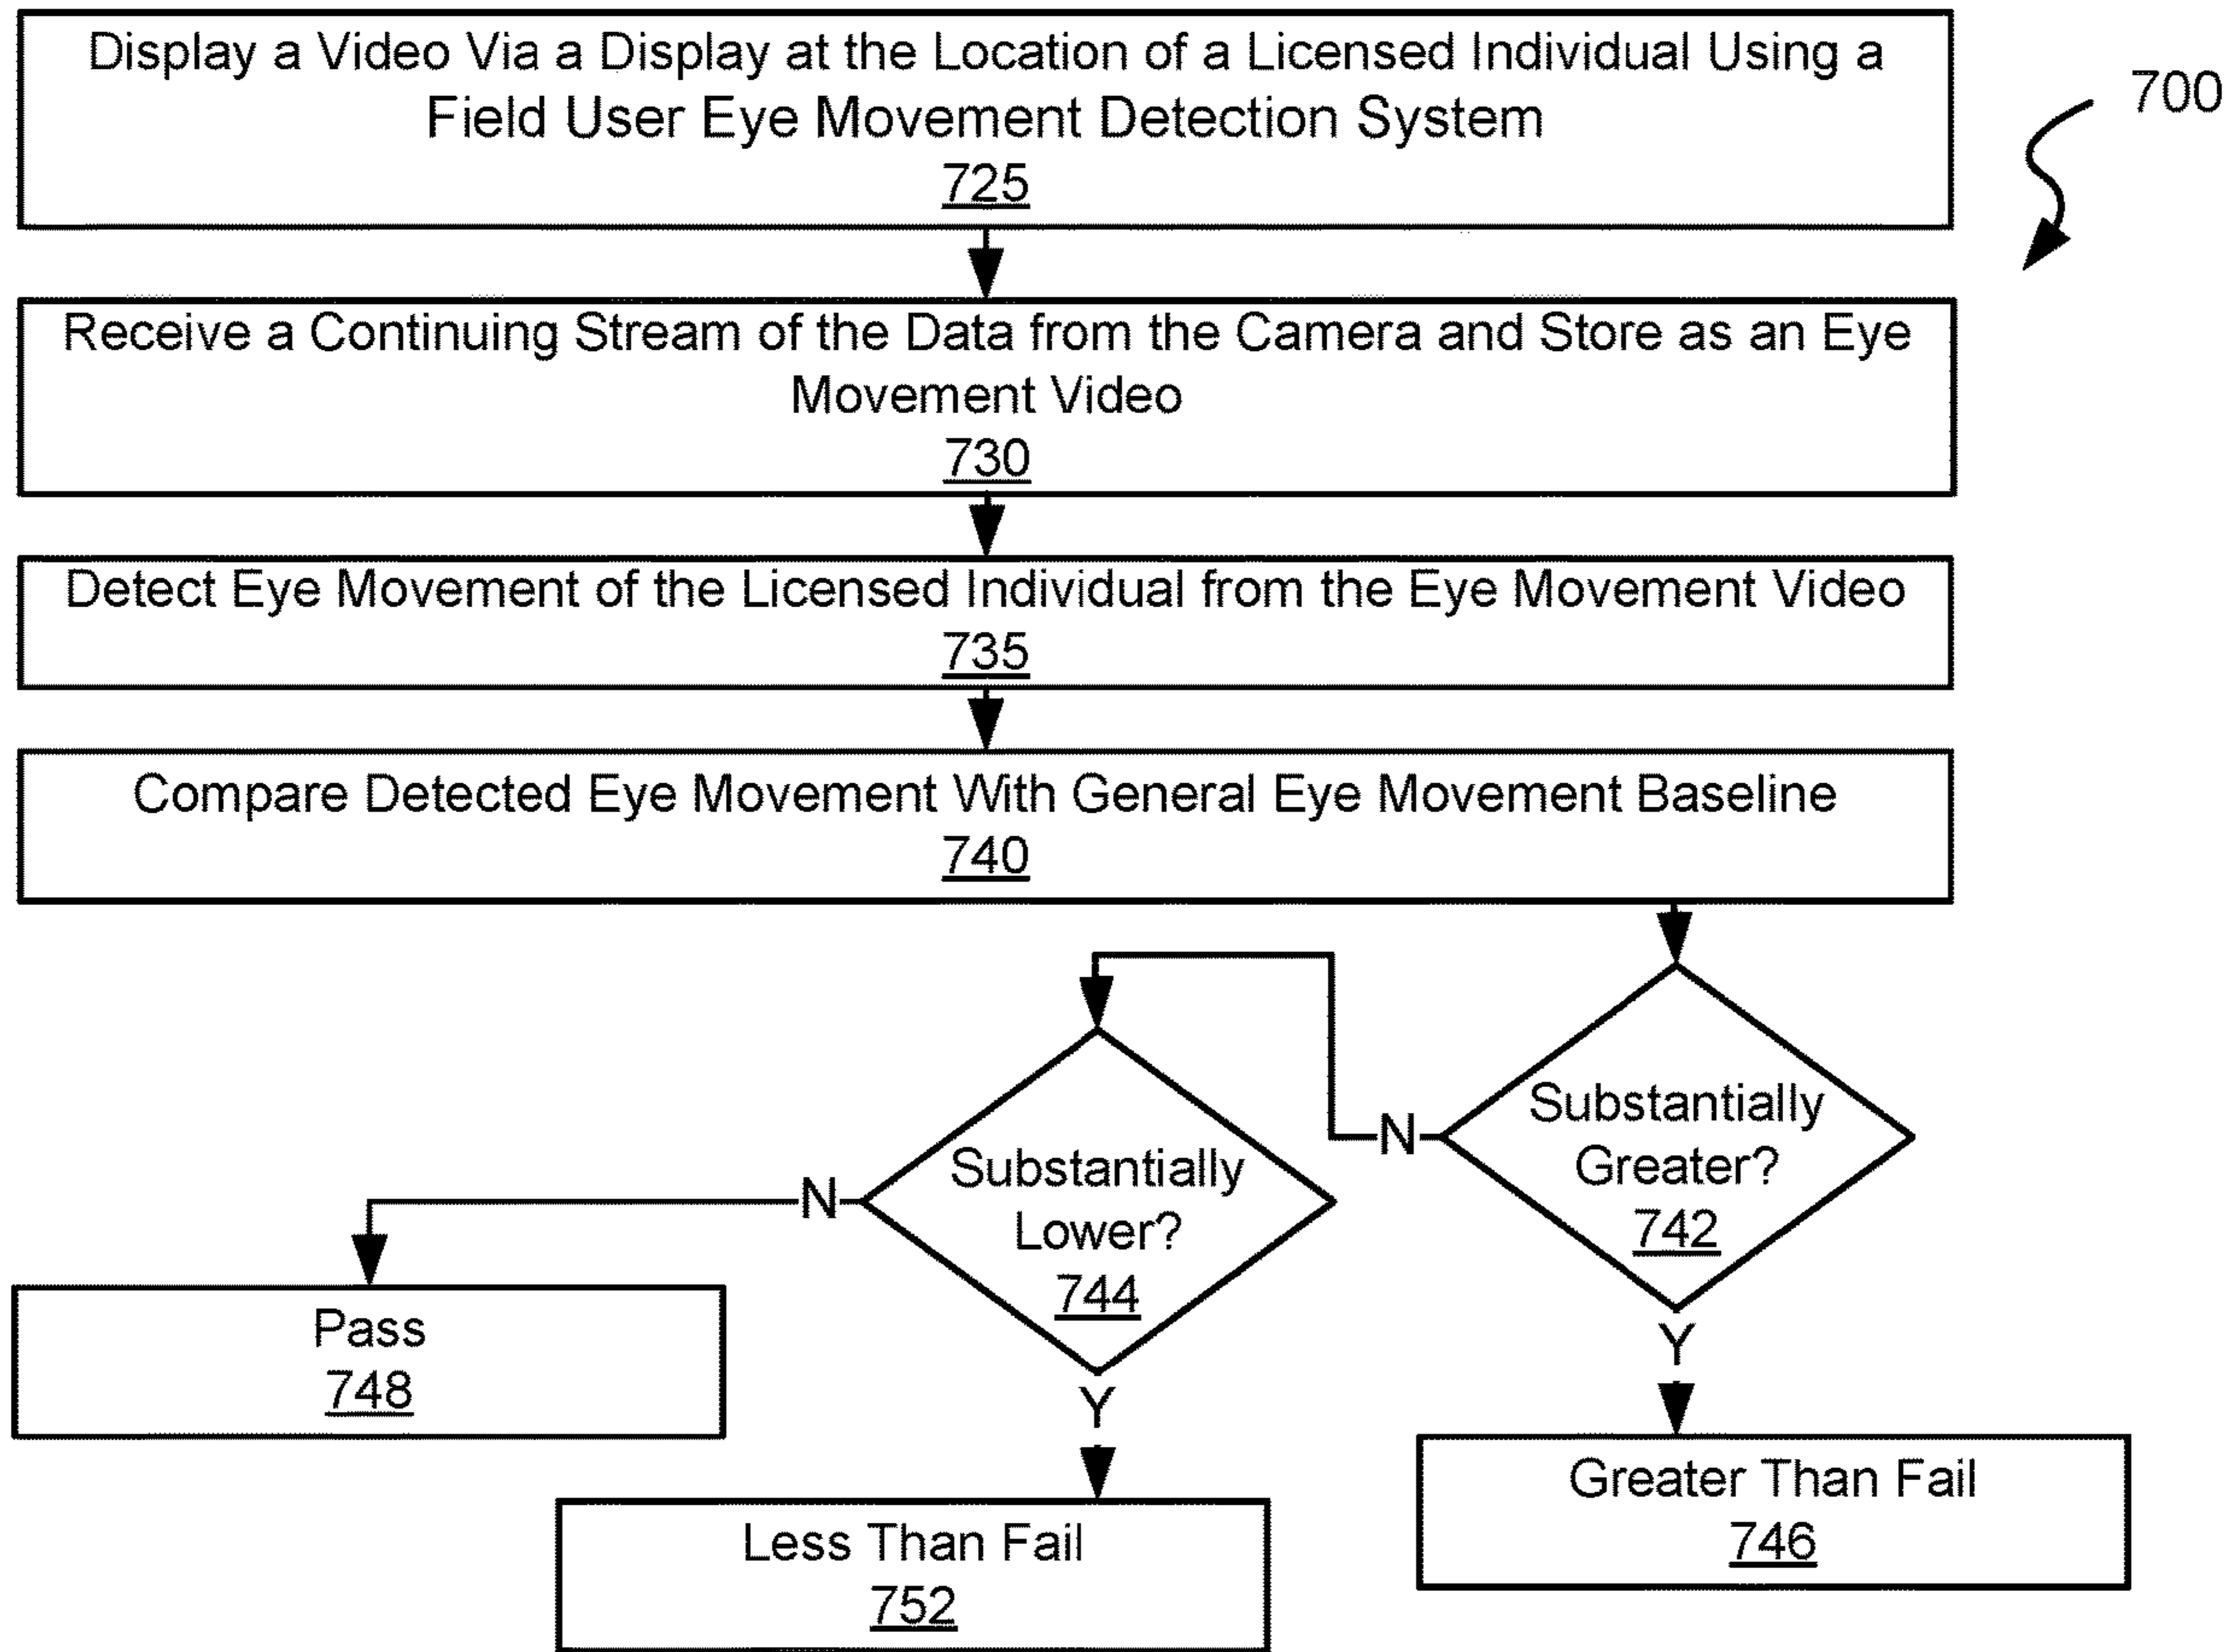 Display a Video Via a Display at the Location of a Licensed Individual Using a
Field User Eye Movement Detection System
725
700
Receive a Continuing Stream of the Data from the Camera and Store as an Eye
Movement Video
730
Detect Eye Movement of the Licensed Individual from the Eye Movement Video
735
Compare Detected Eye Movement With General Eye Movement Baseline
740
Substantially
Greater?
742
N
Y
Substantially
Lower?
744
N
Y
Pass
748
Greater Than Fail
746
Less Than Fail
752